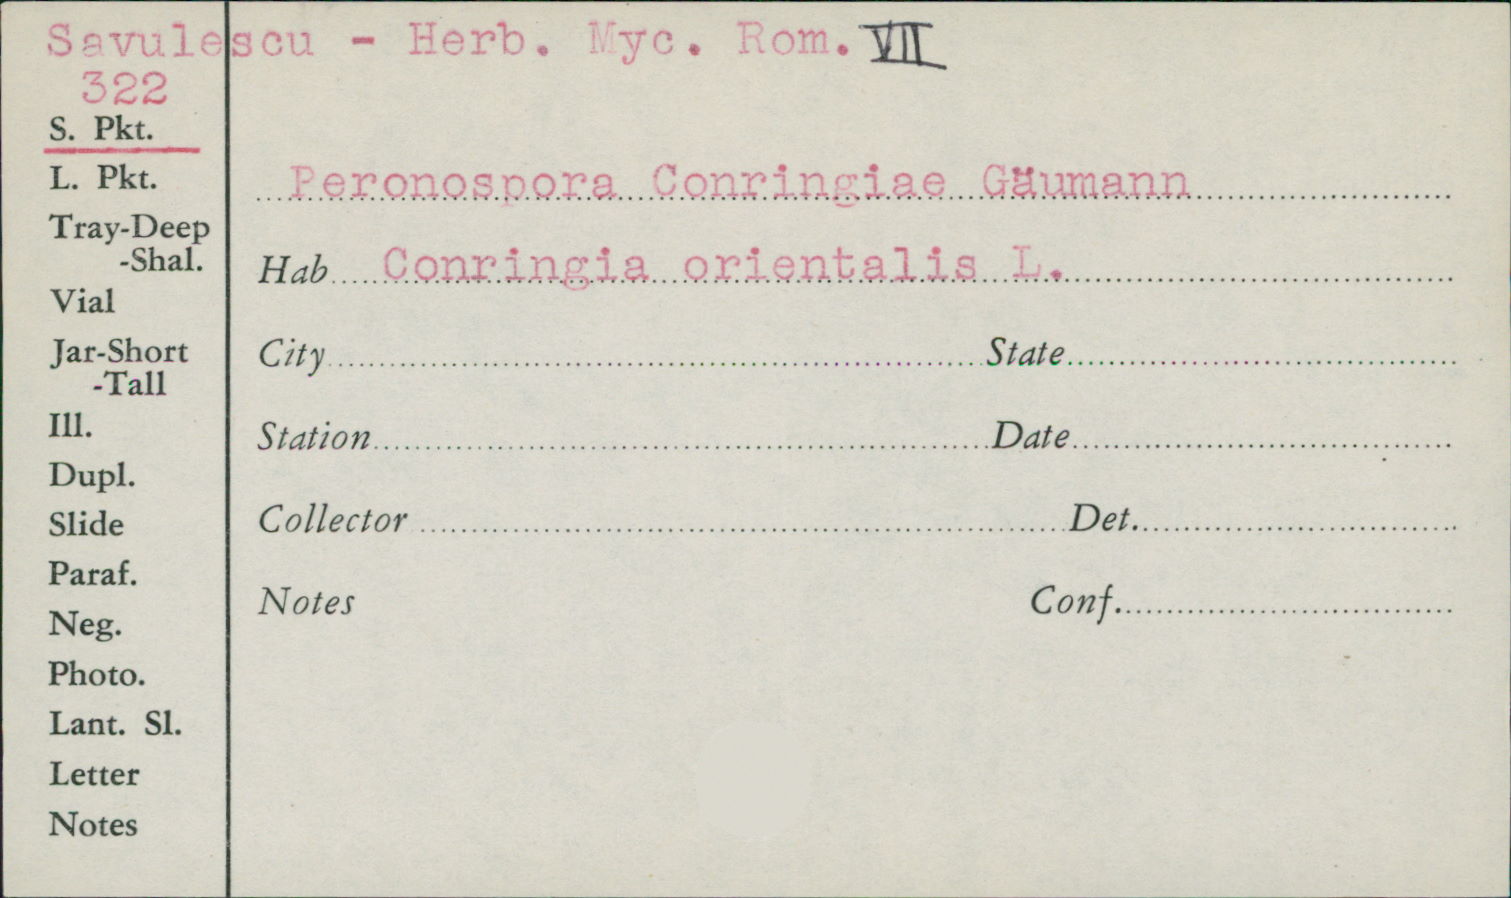 Savulescu - Herb. Myc. Rom. VII
322
S. Pkt.
L. Pkt.
Tray-Deep
-Shal.
Vial
Jar-Short
-Tall
Ill.
Dupl.
Slide
Paraf.
Neg.
Photo.
Lant. Sl.
Letter
Notes
Peronospora Conringiae Gäumann
Hab Conringia orientalis L.
City State
Station Date
Collector Det.
Notes Conf.